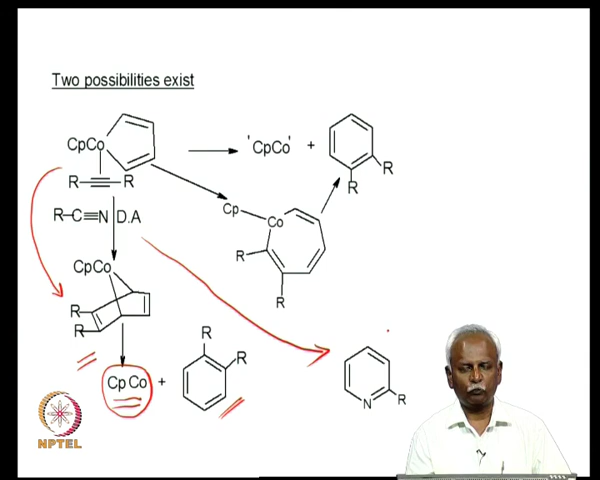 Two possibilities exist
CpCo
'CpCo' +
R
R
R R
R-C≡N D.A
Cp
Co
R
R
CpCo
R
R
R
R
CpCo +
N
R
NPTEL